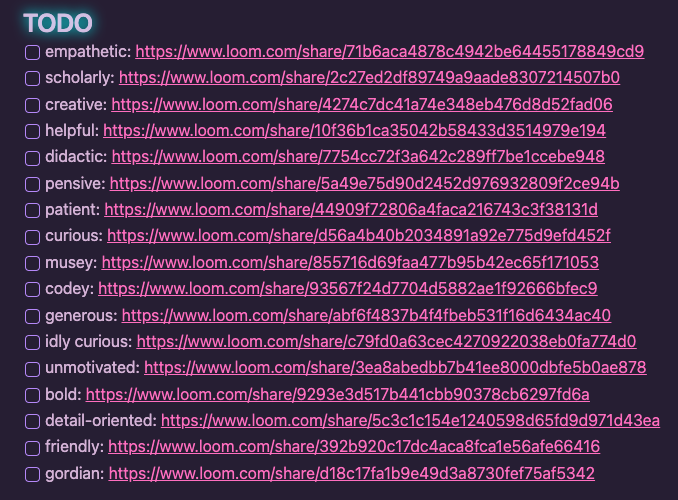 TODO
empathetic: https://www.loom.com/share/71b6aca4878c4942be64455178849cd9
scholarly: https://www.loom.com/share/2c27ed2df89749a9aade8307214507b0
creative: https://www.loom.com/share/4274c7dc41a74e348eb476d8d52fad06
helpful: https://www.loom.com/share/10f36b1ca35042b58433d3514979e194
didactic: https://www.loom.com/share/7754cc72f3a642c289ff7be1ccebe948
pensive: https://www.loom.com/share/5a49e75d90d2452d976932809f2ce94b
patient: https://www.loom.com/share/44909f72806a4faca216743c3f38131d
curious: https://www.loom.com/share/d56a4b40b2034891a92e775d9efd452f
musey: https://www.loom.com/share/855716d69faa477b95b42ec65f171053
codey: https://www.loom.com/share/93567f24d7704d5882ae1f92666bfec9
generous: https://www.loom.com/share/abf6f4837b4f4fbeb531f16d6434ac40
idly curious: https://www.loom.com/share/c79fd0a63cec4270922038eb0fa774d0
unmotivated: https://www.loom.com/share/3ea8abedbb7b41ee8000dbfe5b0ae878
bold: https://www.loom.com/share/9293e3d517b441cbb90378cb6297fd6a
detail-oriented: https://www.loom.com/share/5c3c1c154e1240598d65fd9d971d43ea
friendly: https://www.loom.com/share/392b920c17dc4aca8fca1e56afe66416
gordian: https://www.loom.com/share/d18c17fa1b9e49d3a8730fef75af5342